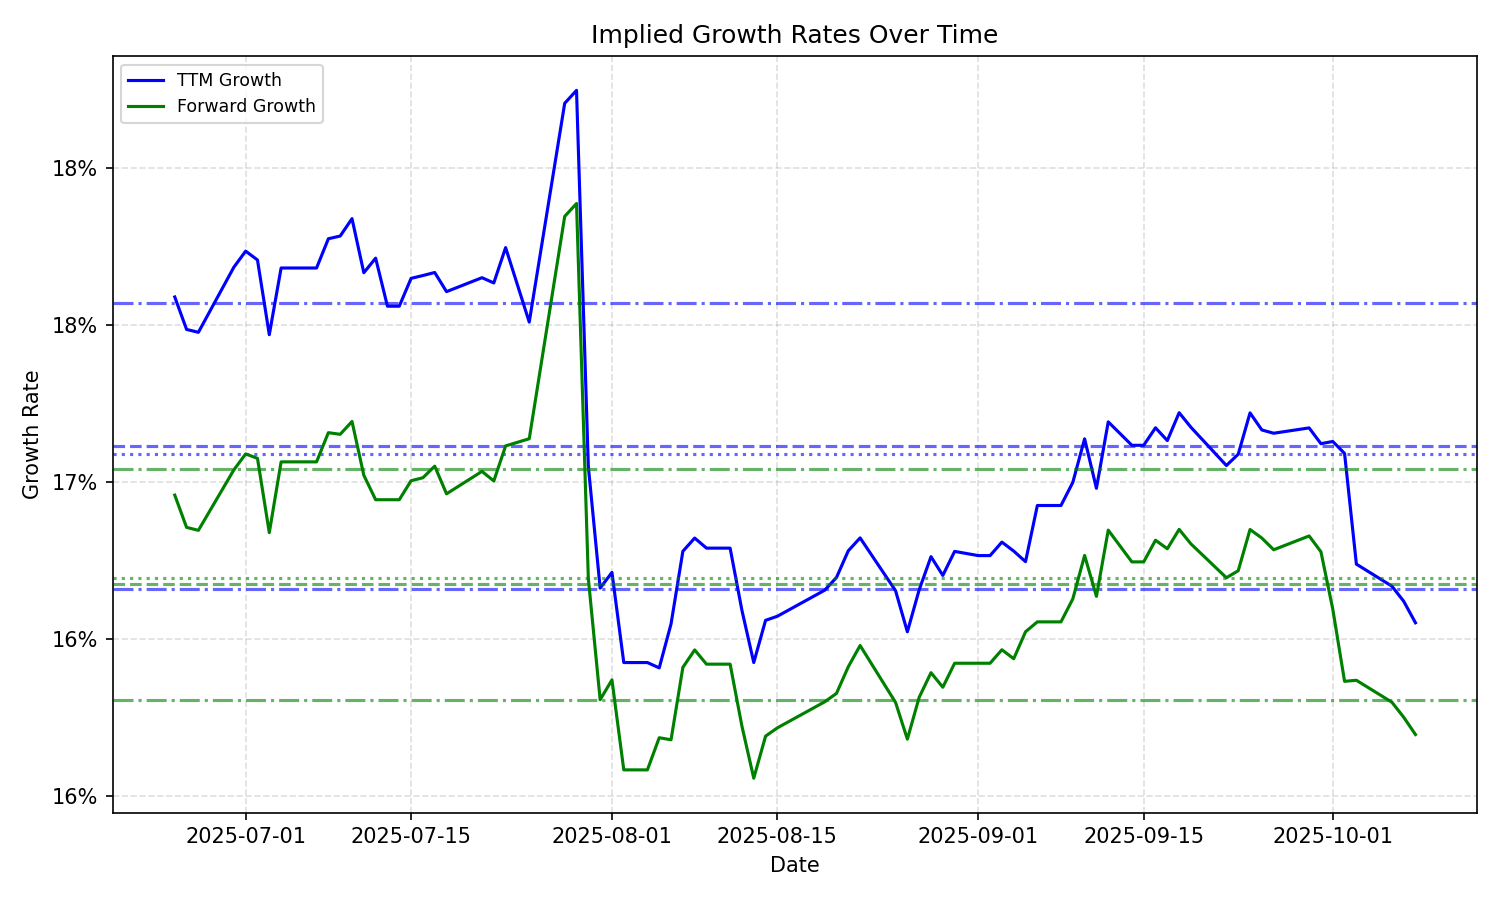 Implied Growth Rates Over Time
TTM Growth
Forward Growth
18%
18%
17%
16%
16%
Growth Rate
2025-07-01 2025-07-15 2025-08-01 2025-08-15 2025-09-01 2025-09-15 2025-10-01
Date